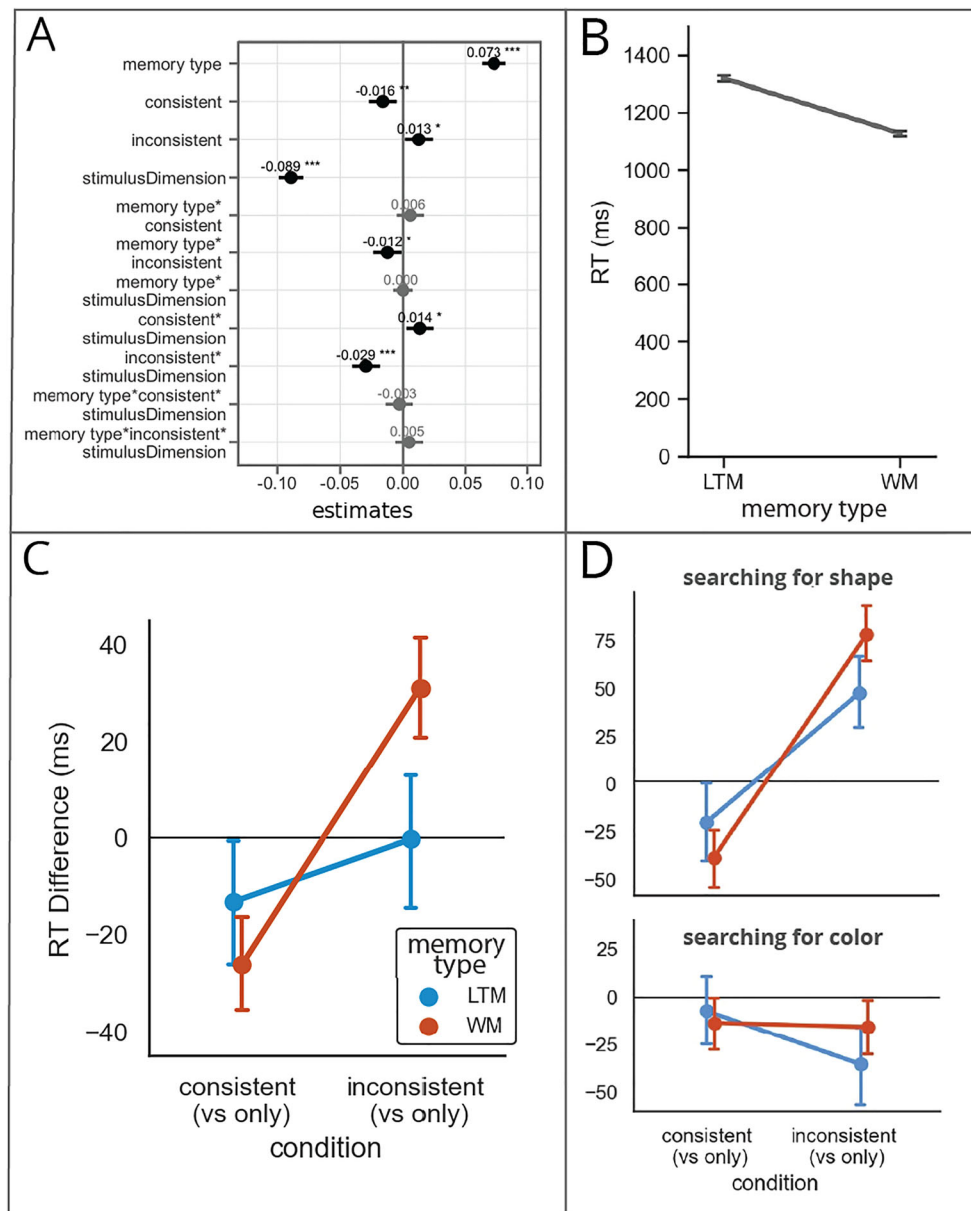 A
memory type
consistent
inconsistent
stimulusDimension
memory type*
consistent
memory type*
inconsistent
memory type*
stimulusDimension
consistent*
stimulusDimension
inconsistent*
stimulusDimension
memory type*consistent*
stimulusDimension
memory type*inconsistent*
stimulusDimension
0.073 ***
-0.016 **
0.013 *
-0.089 ***
0.006
-0.012 *
0.000
0.014 *
-0.029 ***
-0.003
0.005
-0.10 -0.05 0.00 0.05 0.10
estimates
B
RT (ms)
1400
1200
1000
800
600
400
200
0
LTM WM
memory type
C
RT Difference (ms)
40
20
0
−20
−40
memory
type
LTM
WM
consistent inconsistent
(vs only) (vs only)
condition
D
searching for shape
75
50
25
0
−25
−50
searching for color
25
0
−25
−50
consistent inconsistent
(vs only) (vs only)
condition